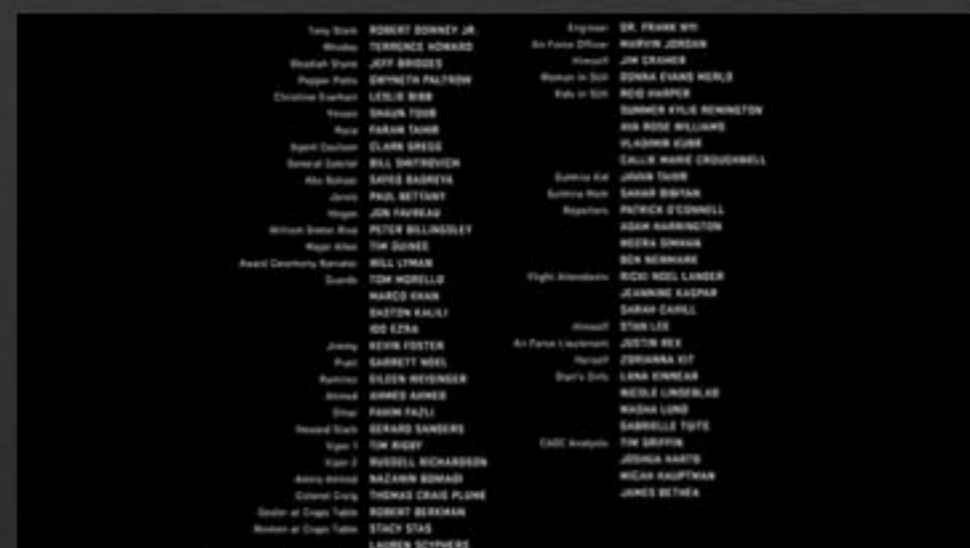 Tony Stark ROBERT DOWNEY JR.
Rhodey TERRENCE HOWARD
Obadiah Stane JEFF BRIDGES
Pepper Potts GWYNETH PALTROW
Christine Everhart LESLIE BIBB
Yinsen SHAUN TOUB
Raza FARAN TAHIR
Agent Coulson CLARK GREGG
General Gabriel BILL SMITROVICH
Abu Bakaar SAYED BADREYA
Jarvis PAUL BETTANY
Hogan JON FAVREAU
William Ginter Riva PETER BILLINGSLEY
Major Allen TIM GUINEE
Award Ceremony Narrator WILL LYMAN
Guards TOM MORELLO
MARCO KHAN
DASTON KALILI
IDO EZRA
Jimmy KEVIN FOSTER
Pratt GARRETT NOEL
Ramirez EILEEN WEISINGER
Ahmed AHMED AHMED
Omar FAHIM FAZLI
Howard Stark GERARD SANDERS
Viper 1 TIM RIGBY
Viper 2 RUSSELL RICHARDSON
Amira Ahmed NAZANIN BONIADI
Colonel Craig THOMAS CRAIG PLUMER
Dealer at Craps Table ROBERT BERKMAN
Women at Craps Table STACY STAS
LAUREN SCYPHERS
Engineer DR. FRANK NYI
Air Force Officer MARVIN JORDAN
Himself JIM CRAMER
Woman in SUV DONNA EVANS MERLO
Kids in SUV REID HARPER
SUMMER KYLIE REMINGTON
AVA ROSE WILLIAMS
VLADIMIR KUBR
CALLIE MARIE CROUGHWELL
Gulmira Kid JAVAN TAHIR
Gulmira Mom SAHAR BIBIYAN
Reporters PATRICK O'CONNELL
ADAM HARRINGTON
MEERA SIMHAN
BEN NEWMARK
Flight Attendants RICKI NOEL LANDER
JEANNINE KASPAR
SARAH CAHILL
Himself STAN LEE
Air Force Lieutenant JUSTIN REX
Herself ZORIANNA KIT
Stan's Girls LANA KINNEAR
NICOLE LINDEBLAD
MASHA LUND
GABRIELLE TUITE
CAOC Analysts TIM GRIFFIN
JOSHUA HARTO
MICAH HAUPTMAN
JAMES BETHEA